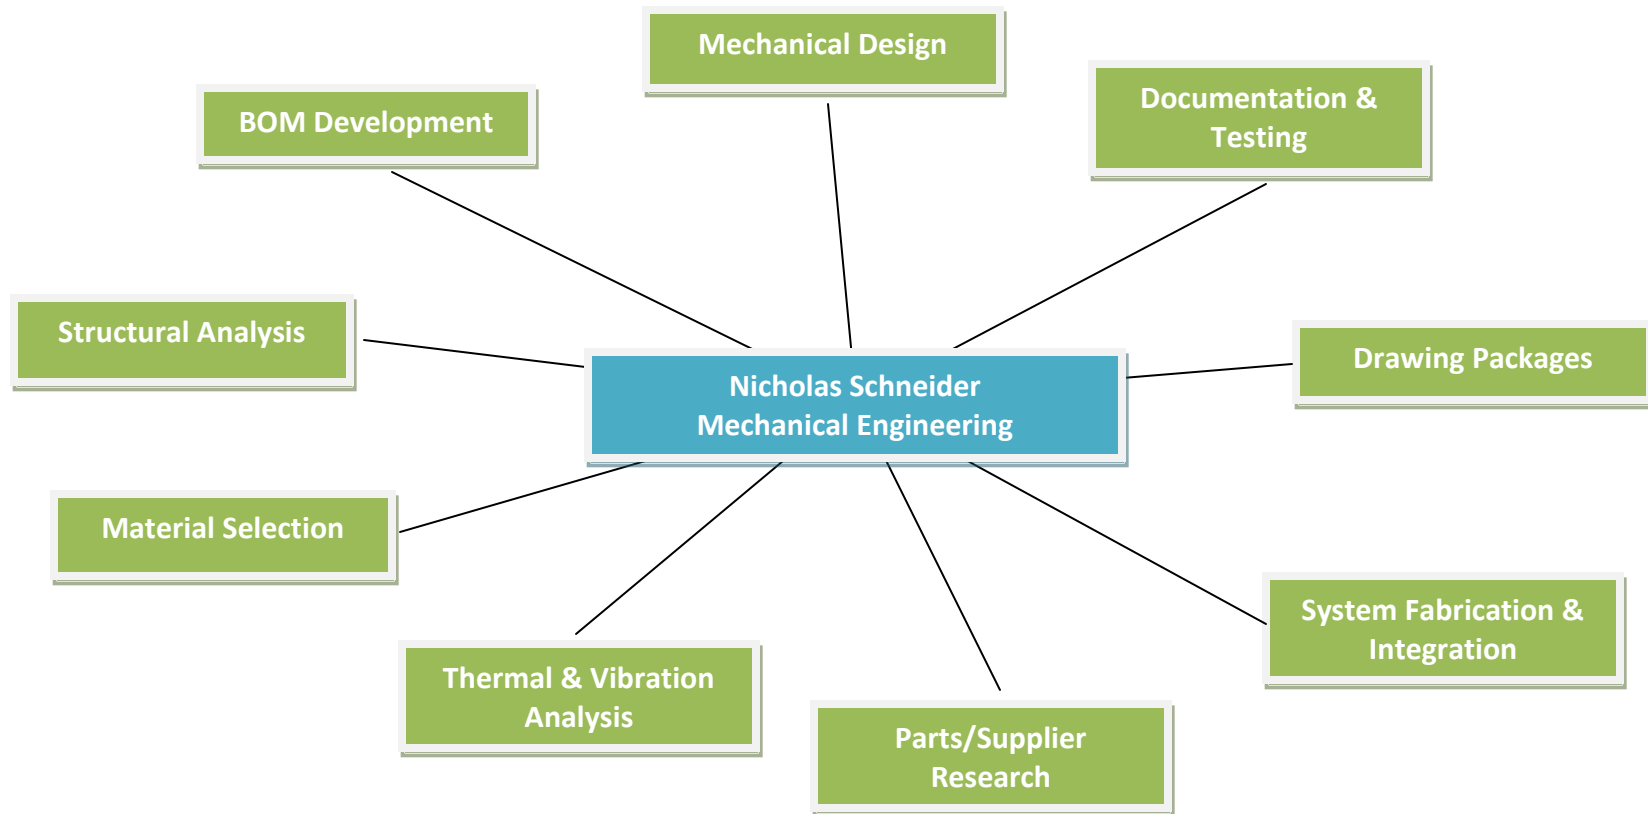 Mechanical Design
Documentation &
Testing
BOM Development
Structural Analysis
Drawing Packages
Nicholas Schneider
Mechanical Engineering
Material Selection
System Fabrication &
Integration
Thermal & Vibration
Analysis
Parts/Supplier
Research